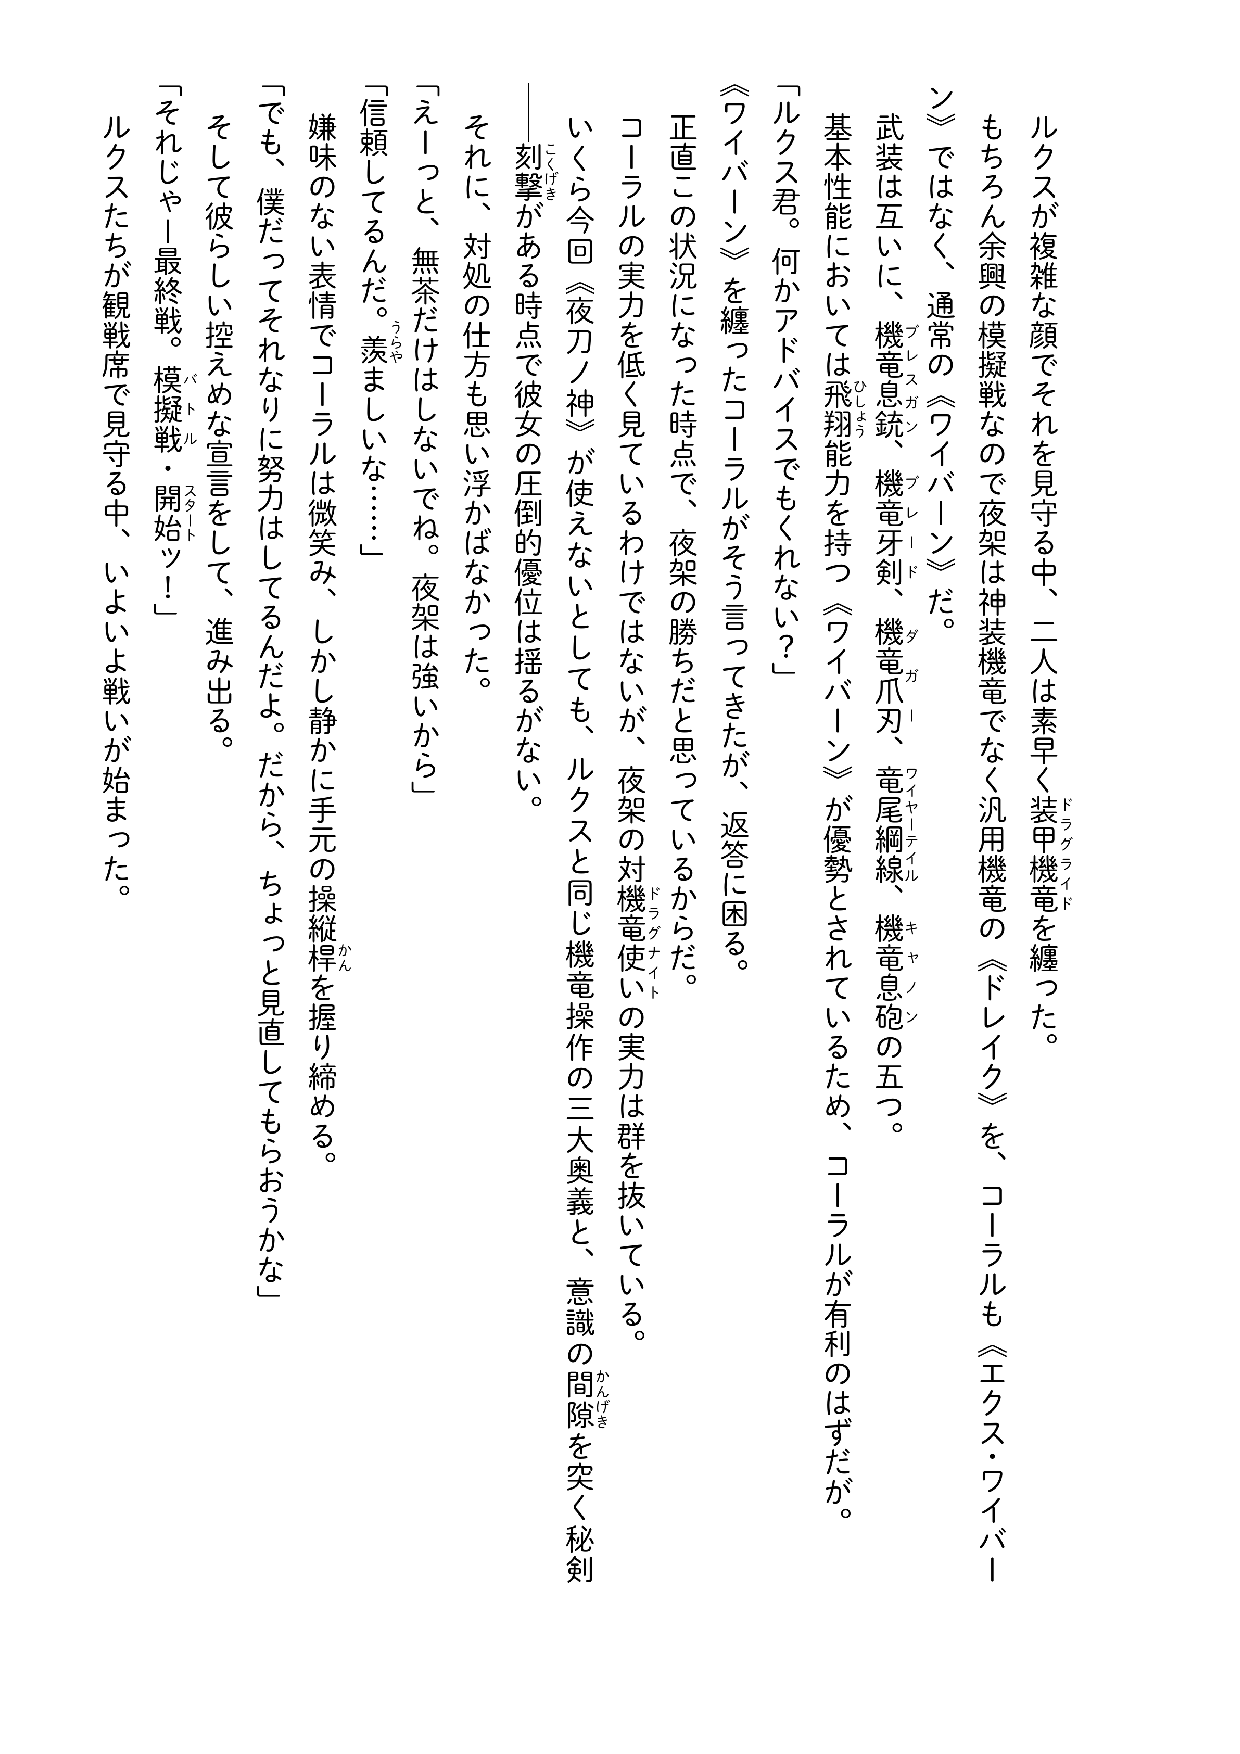 ルクスが複雑な顔でそれを見守る中、二人は素早く装甲機竜を纏った。
もちろん余興の模擬戦なので夜架は神装機竜でなく汎用機竜の《ドレイク》を、コーラルも《エクス・ワイバー
ン》ではなく、通常の《ワイバーン》だ。
武装は互いに、機竜息銃、機竜牙剣、機竜爪刃、竜尾綱線、機竜息砲の五つ。
基本性能においては飛翔能力を持つ《ワイバーン》が優勢とされているため、コーラルが有利のはずだが。
「ルクス君。何かアドバイスでもくれない？」
《ワイバーン》を纏ったコーラルがそう言ってきたが、返答に困る。
正直この状況になった時点で、夜架の勝ちだと思っているからだ。
コーラルの実力を低く見ているわけではないが、夜架の対機竜使いの実力は群を抜いている。
いくら今回《夜刀ノ神》が使えないとしても、ルクスと同じ機竜操作の三大奥義と、意識の間隙を突く秘剣
――刻撃がある時点で彼女の圧倒的優位は揺るがない。
それに、対処の仕方も思い浮かばなかった。
「えーっと、無茶だけはしないでね。夜架は強いから」
「信頼してるんだ。羨ましいな……」
嫌味のない表情でコーラルは微笑み、しかし静かに手元の操縦桿を握り締める。
「でも、僕だってそれなりに努力はしてるんだよ。だから、ちょっと見直してもらおうかな」
そして彼らしい控えめな宣言をして、進み出る。
「それじゃー最終戦。模擬戦・開始ッ！」
ルクスたちが観戦席で見守る中、いよいよ戦いが始まった。